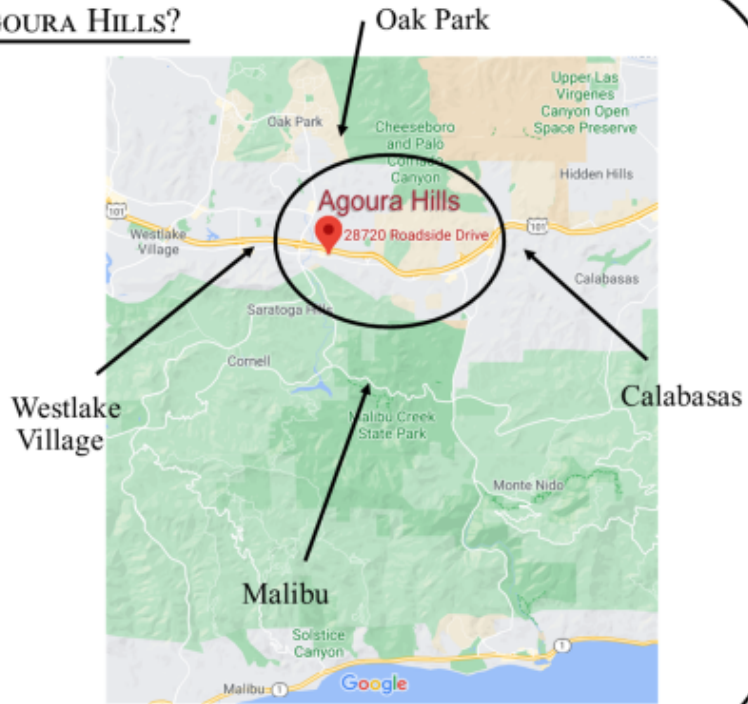 GOURA HILLS?
Oak Park
Upper Las
Virgenes
Canyon Open
Space Preserve
Oak Park
Cheeseboro
and Palo
Comado
Canyon
Hidden Hills
Agoura Hills
101
101
28720 Roadside Drive
Westlake
Village
Calabasas
Saratoga Hills
Cornell
Westlake
Village
Calabasas
Malibu Creek
State Park
Monte Nido
Malibu
Solstice
Canyon
1
Malibu 1
Google